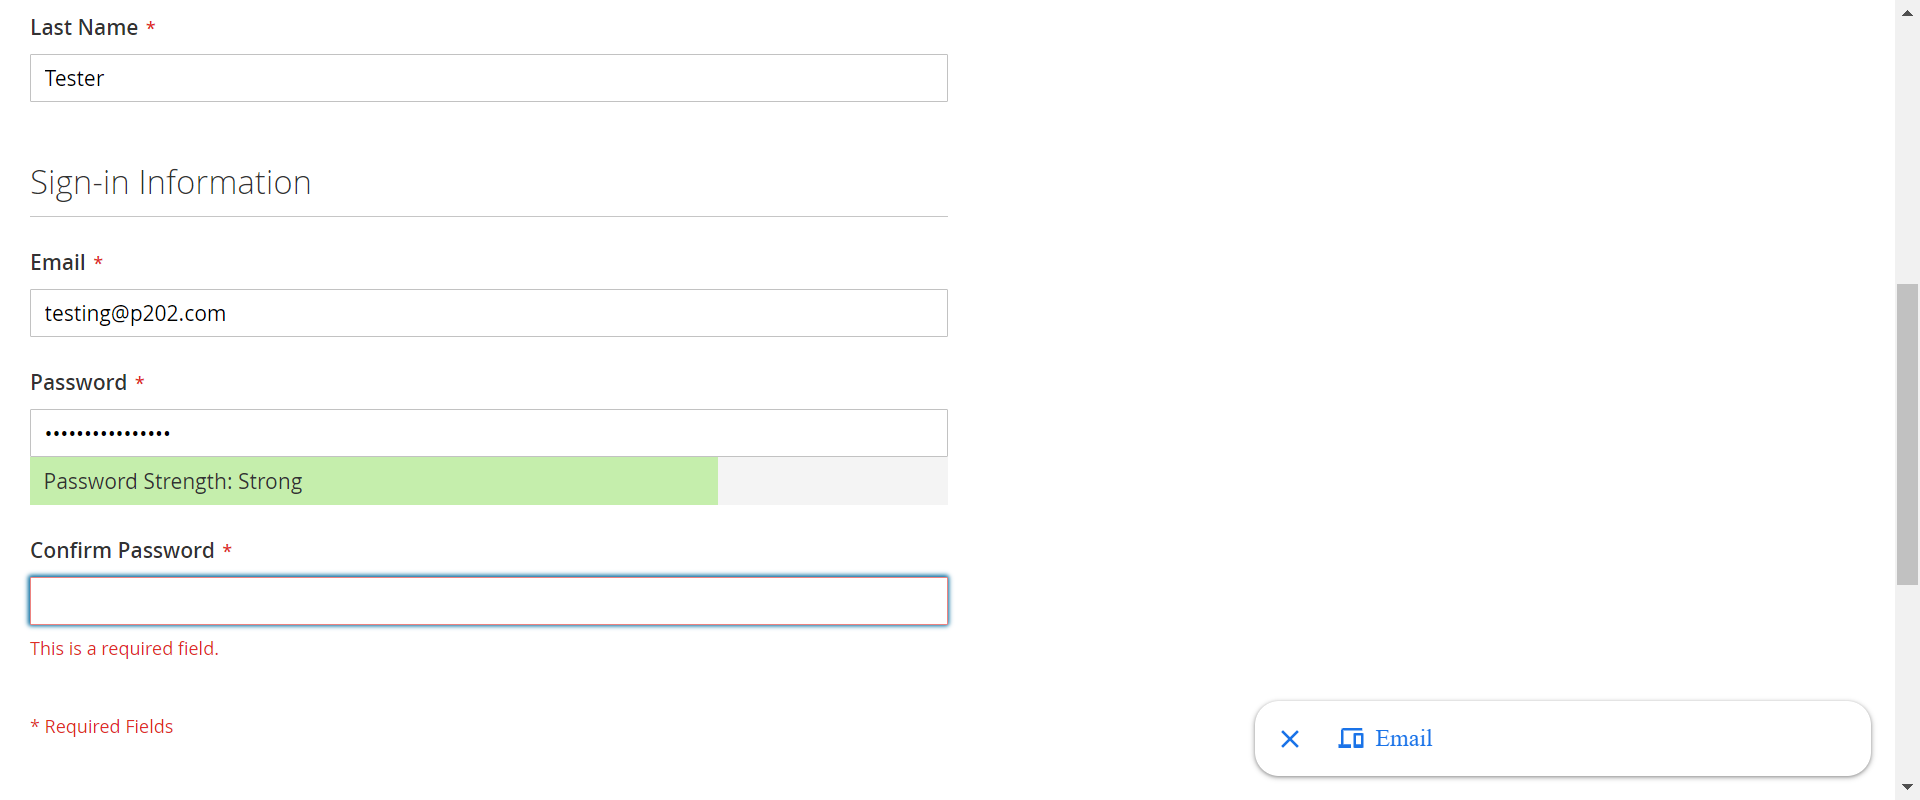 Last Name *
Tester
Sign-in Information
Email *
testing@p202.com
Password *
••••••••••••••••
Password Strength: Strong
Confirm Password *
This is a required field.
* Required Fields
Email